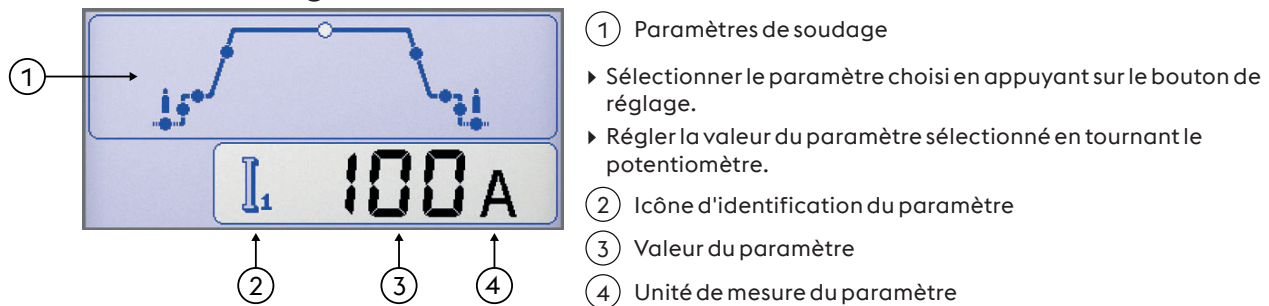 1 Paramètres de soudage
1
▸ Sélectionner le paramètre choisi en appuyant sur le bouton de
réglage.
▸ Régler la valeur du paramètre sélectionné en tournant le
potentiomètre.
I1 100 A
2 Icône d'identification du paramètre
3 Valeur du paramètre
2 3 4
4 Unité de mesure du paramètre